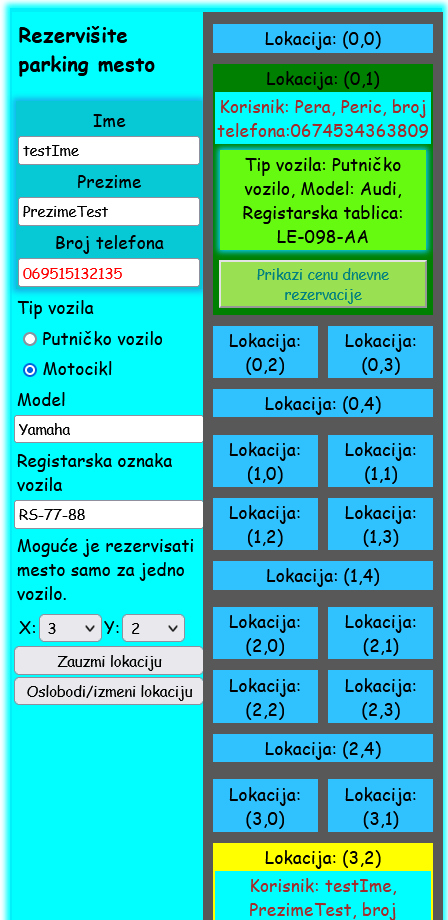 Rezervišite
parking mesto
Ime
testIme
Prezime
PrezimeTest
Broj telefona
069515132135
Tip vozila
Putničko vozilo
Motocikl
Model
Yamaha
Registarska oznaka
vozila
RS-77-88
Moguće je rezervisati
mesto samo za jedno
vozilo.
X: 3 Y: 2
Zauzmi lokaciju
Oslobodi/izmeni lokaciju
Lokacija: (0,0)
Lokacija: (0,1)
Korisnik: Pera, Peric, broj
telefona:0674534363809
Tip vozila: Putničko
vozilo, Model: Audi,
Registarska tablica:
LE-098-AA
Prikazi cenu dnevne
rezervacije
Lokacija:
(0,2)
Lokacija:
(0,3)
Lokacija: (0,4)
Lokacija:
(1,0)
Lokacija:
(1,1)
Lokacija:
(1,2)
Lokacija:
(1,3)
Lokacija: (1,4)
Lokacija:
(2,0)
Lokacija:
(2,1)
Lokacija:
(2,2)
Lokacija:
(2,3)
Lokacija: (2,4)
Lokacija:
(3,0)
Lokacija:
(3,1)
Lokacija: (3,2)
Korisnik: testIme,
PrezimeTest, broj